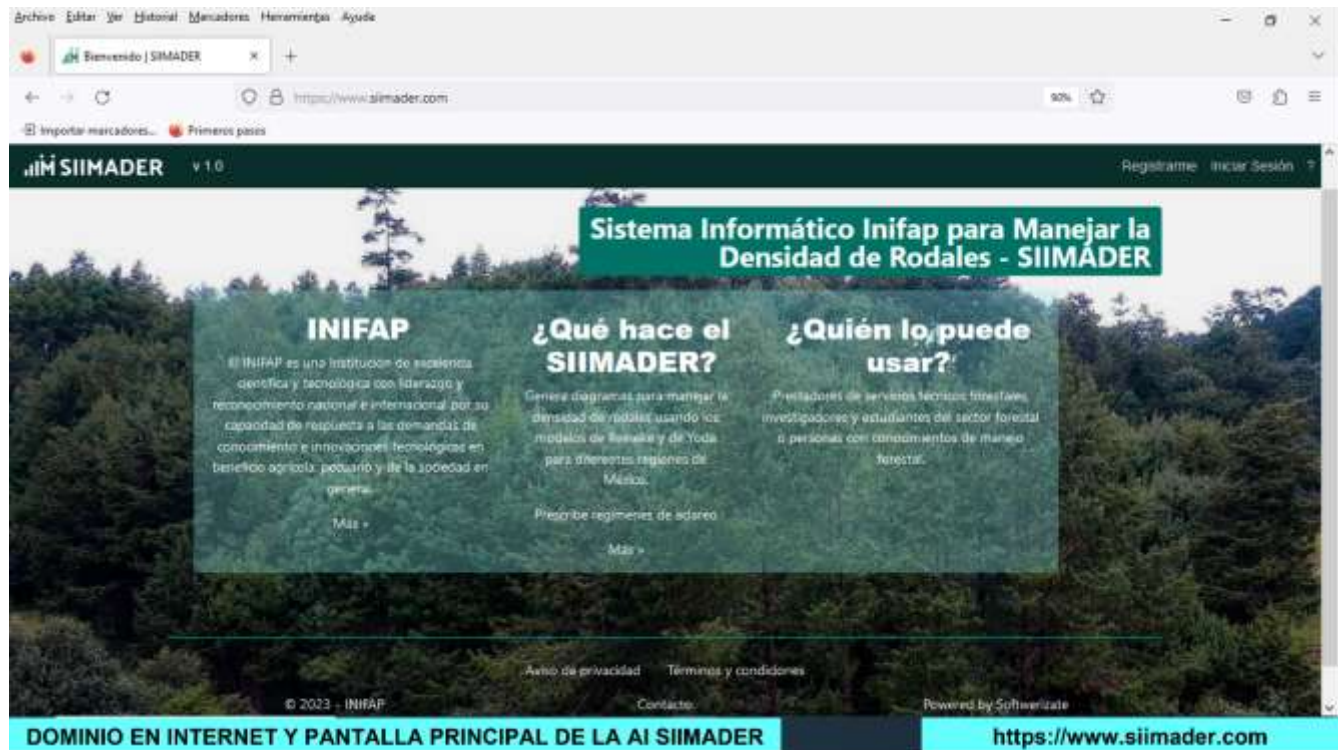 Archivo Editar Ver Historial Marcadores Herramientas Ayuda
Bienvenido | SIIMADER
https://www.siimader.com
90%
Importar marcadores... Primeros pasos
SIIMADER v 1.0 Registrarme Iniciar Sesión ?
Sistema Informático Inifap para Manejar la
Densidad de Rodales - SIIMADER
INIFAP
El INIFAP es una Institución de excelencia
científica y tecnológica con liderazgo y
reconocimiento nacional e internacional por su
capacidad de respuesta a las demandas de
conocimiento e innovaciones tecnológicas en
beneficio agrícola, pecuario y de la sociedad en
general.
Más »
¿Qué hace el
SIIMADER?
Genera diagramas para manejar la
densidad de rodales usando los
modelos de Reineke y de Yoda
para diferentes regiones de
México.
Prescribe regímenes de aclareo
Más »
¿Quién lo puede
usar?
Prestadores de servicios técnicos forestales,
investigadores y estudiantes del sector forestal
o personas con conocimientos de manejo
forestal.
Aviso de privacidad Términos y condiciones
© 2023 - INIFAP Contacto: Powered by Softwerizate
DOMINIO EN INTERNET Y PANTALLA PRINCIPAL DE LA AI SIIMADER https://www.siimader.com